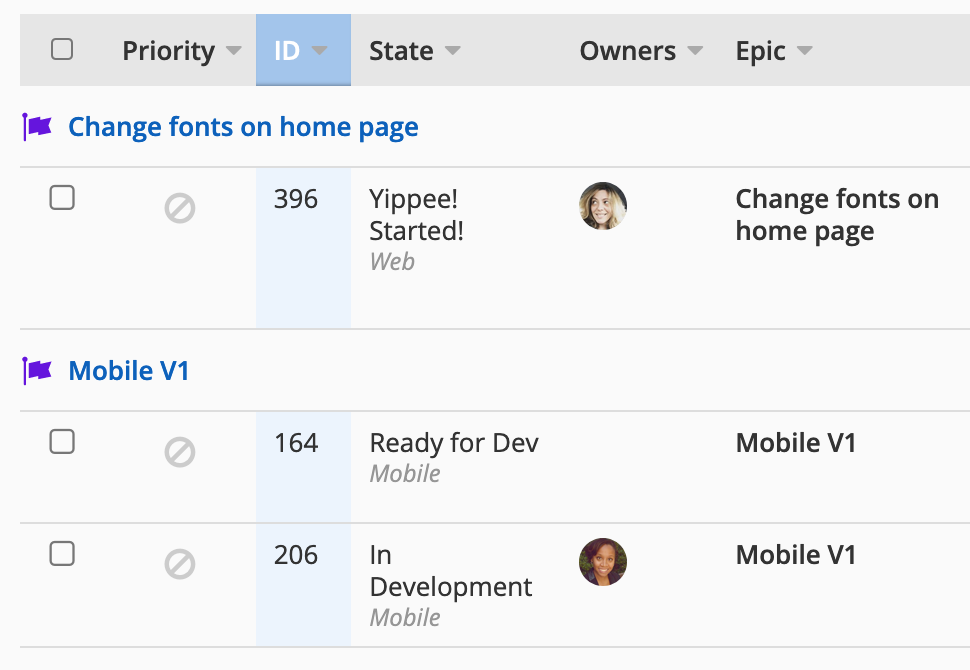 Priority ID State Owners Epic
Change fonts on home page
396 Yippee! Change fonts on
Started! home page
Web
Mobile V1
164 Ready for Dev Mobile V1
Mobile
206 In Mobile V1
Development
Mobile